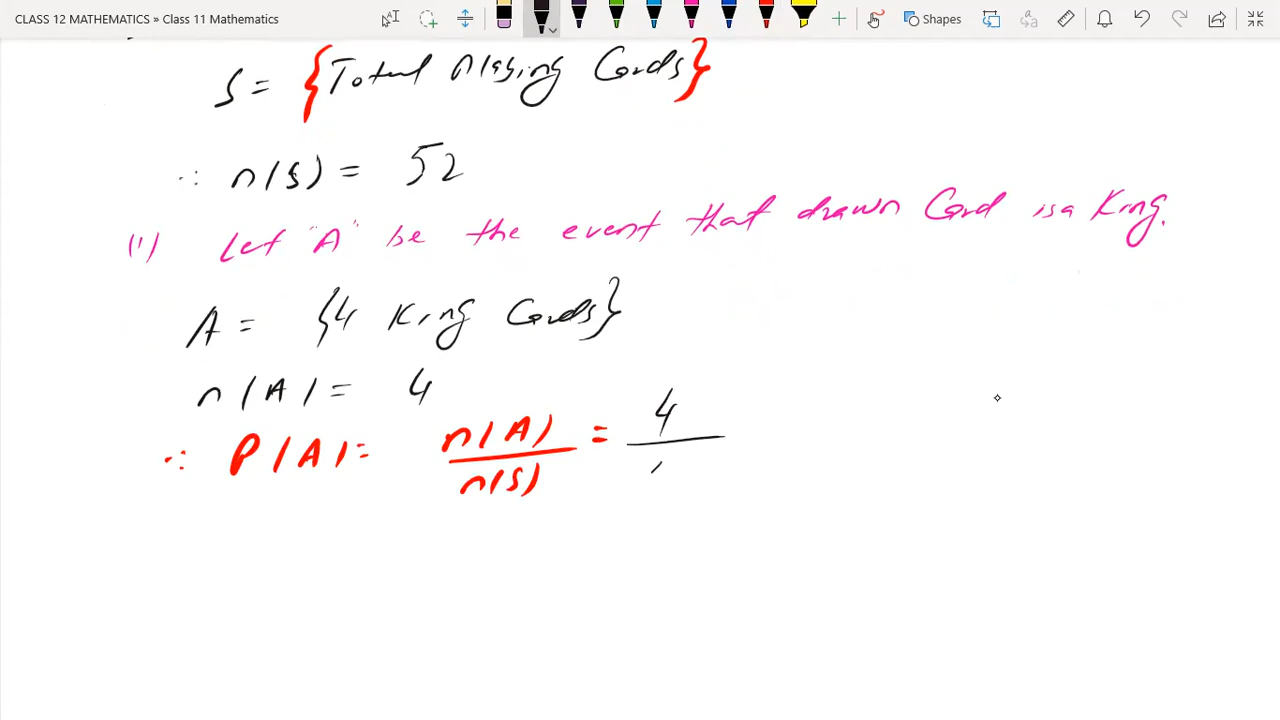 CLASS 12 MATHEMATICS » Class 11 Mathematics
Shapes
S = {Total Playing Cards}
∴ n(S) = 52
(1) Let "A" be the event that drawn Card is a King.
A = {4 King Cards}
n(A) = 4
∴ P(A) = n(A)/n(S) = 4/